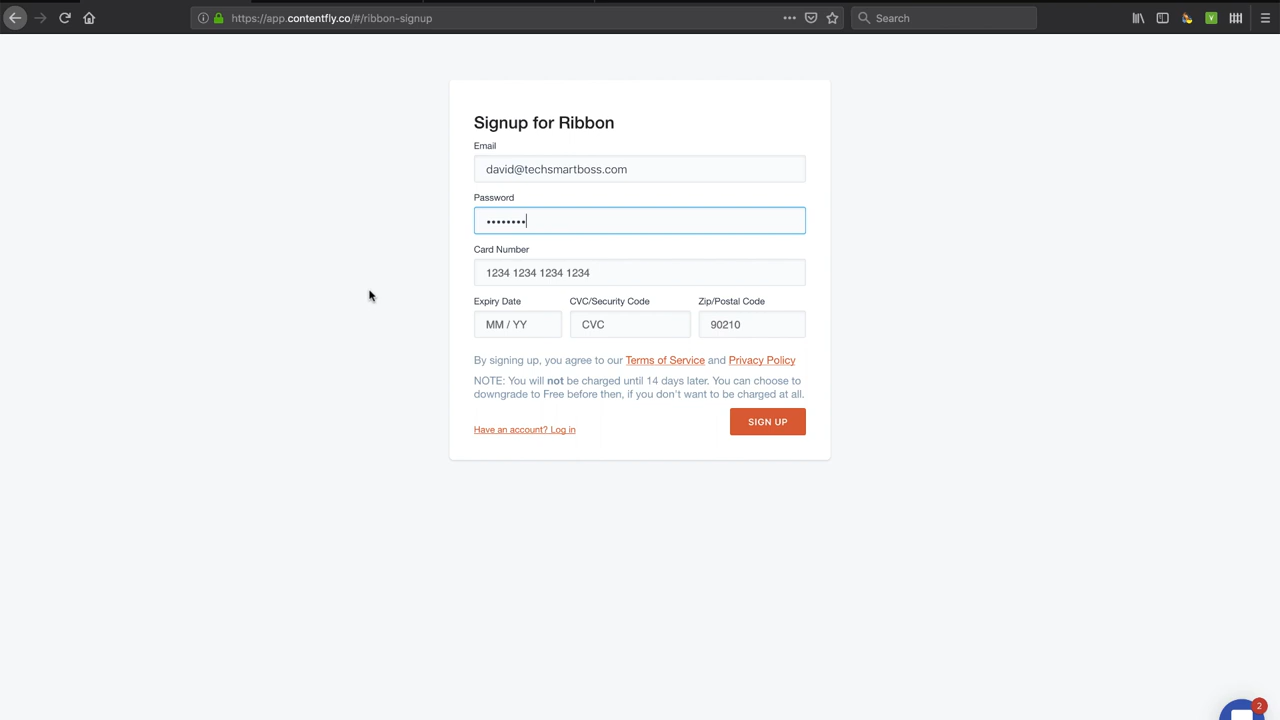 https://app.contentfly.co/#/ribbon-signup
Search
Signup for Ribbon
Email
david@techsmartboss.com
Password
••••••••
Card Number
1234 1234 1234 1234
Expiry Date CVC/Security Code Zip/Postal Code
MM / YY CVC 90210
By signing up, you agree to our Terms of Service and Privacy Policy
NOTE: You will not be charged until 14 days later. You can choose to
downgrade to Free before then, if you don't want to be charged at all.
Have an account? Log in
SIGN UP
2